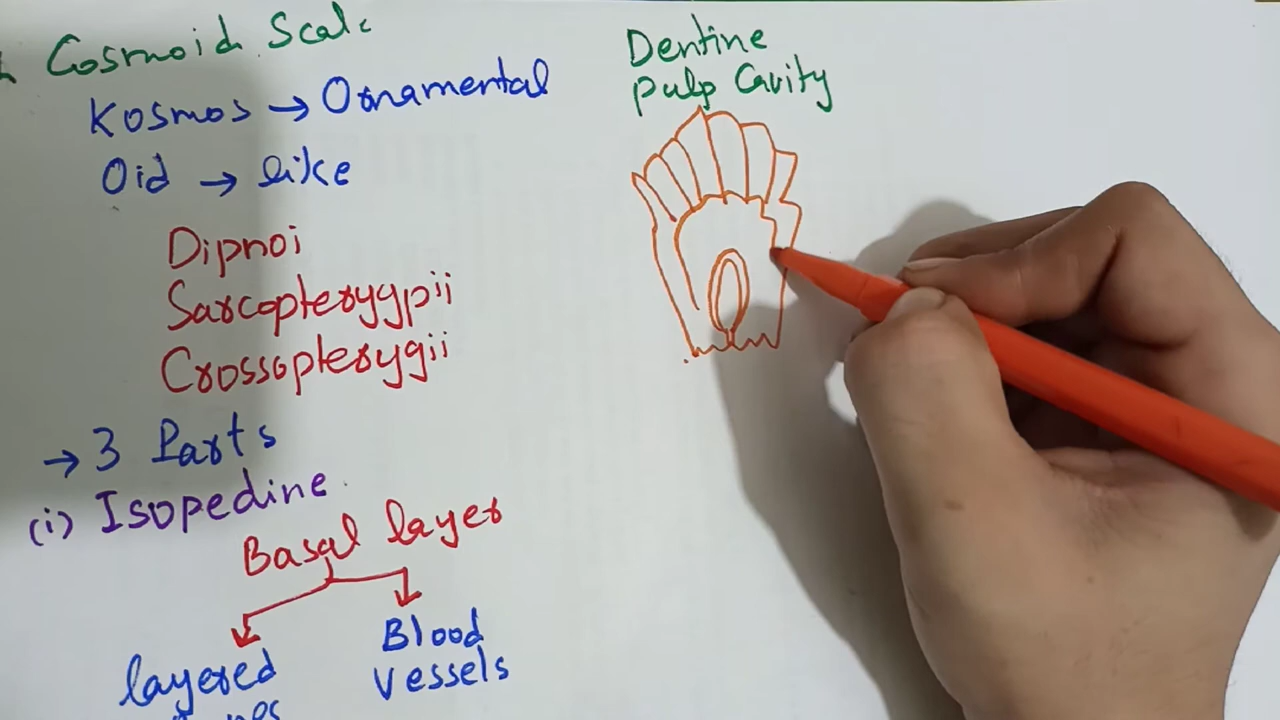 Cosmoid Scale
Kosmos → Ornamental
Oid → like
Dipnoi
Sarcopterygpii
Crossopterygii
→ 3 Parts
(i) Isopedine
Basal layer
layered
Blood
vessels
Dentine
Pulp Cavity